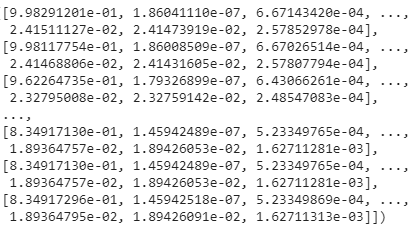 [9.98291201e-01, 1.86041110e-07, 6.67143420e-04, ...,
2.41511127e-02, 2.41473919e-02, 2.57852978e-04],
[9.98117754e-01, 1.86008509e-07, 6.67026514e-04, ...,
2.41468806e-02, 2.41431605e-02, 2.57807794e-04],
[9.62264735e-01, 1.79326899e-07, 6.43066261e-04, ...,
2.32795008e-02, 2.32759142e-02, 2.48547083e-04],
...,
[8.34917130e-01, 1.45942489e-07, 5.23349765e-04, ...,
1.89364757e-02, 1.89426053e-02, 1.62711281e-03],
[8.34917130e-01, 1.45942489e-07, 5.23349765e-04, ...,
1.89364757e-02, 1.89426053e-02, 1.62711281e-03],
[8.34917296e-01, 1.45942518e-07, 5.23349869e-04, ...,
1.89364795e-02, 1.89426091e-02, 1.62711313e-03]])